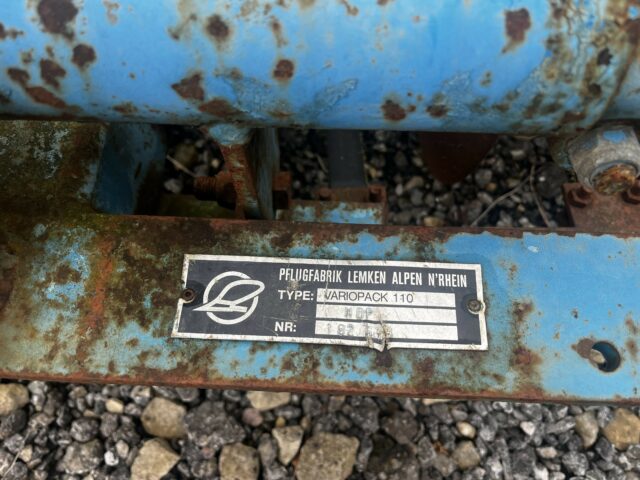 PFLUGFABRIK LEMKEN ALPEN N'RHEIN
TYPE: VARIOPACK 110
NR: